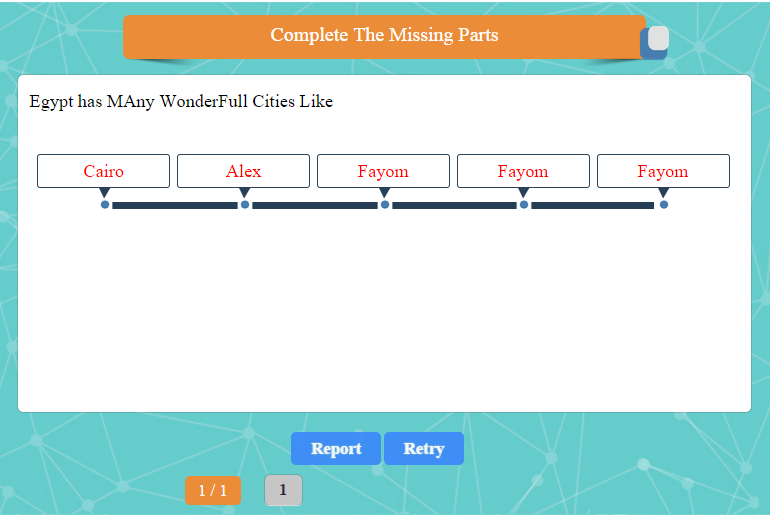 Complete The Missing Parts
Egypt has MAny WonderFull Cities Like
Cairo Alex Fayom Fayom Fayom
Report Retry
1 / 1 1